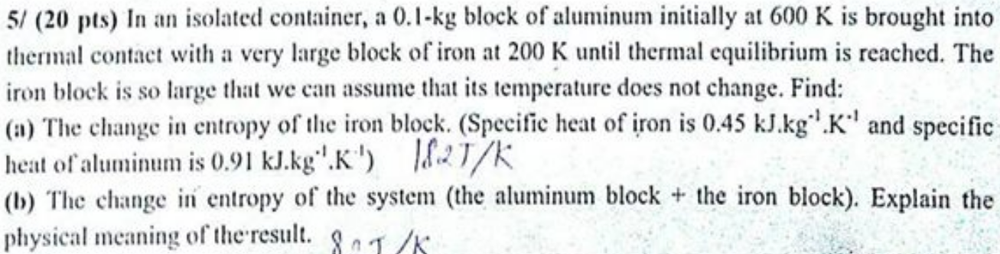 5/ (20 pts) In an isolated container, a 0.1-kg block of aluminum initially at 600 K is brought into
thermal contact with a very large block of iron at 200 K until thermal equilibrium is reached. The
iron block is so large that we can assume that its temperature does not change. Find:
(a) The change in entropy of the iron block. (Specific heat of iron is 0.45 kJ.kg⁻¹.K⁻¹ and specific
heat of aluminum is 0.91 kJ.kg⁻¹.K⁻¹) 182 J/K
(b) The change in entropy of the system (the aluminum block + the iron block). Explain the
physical meaning of the result. J/K